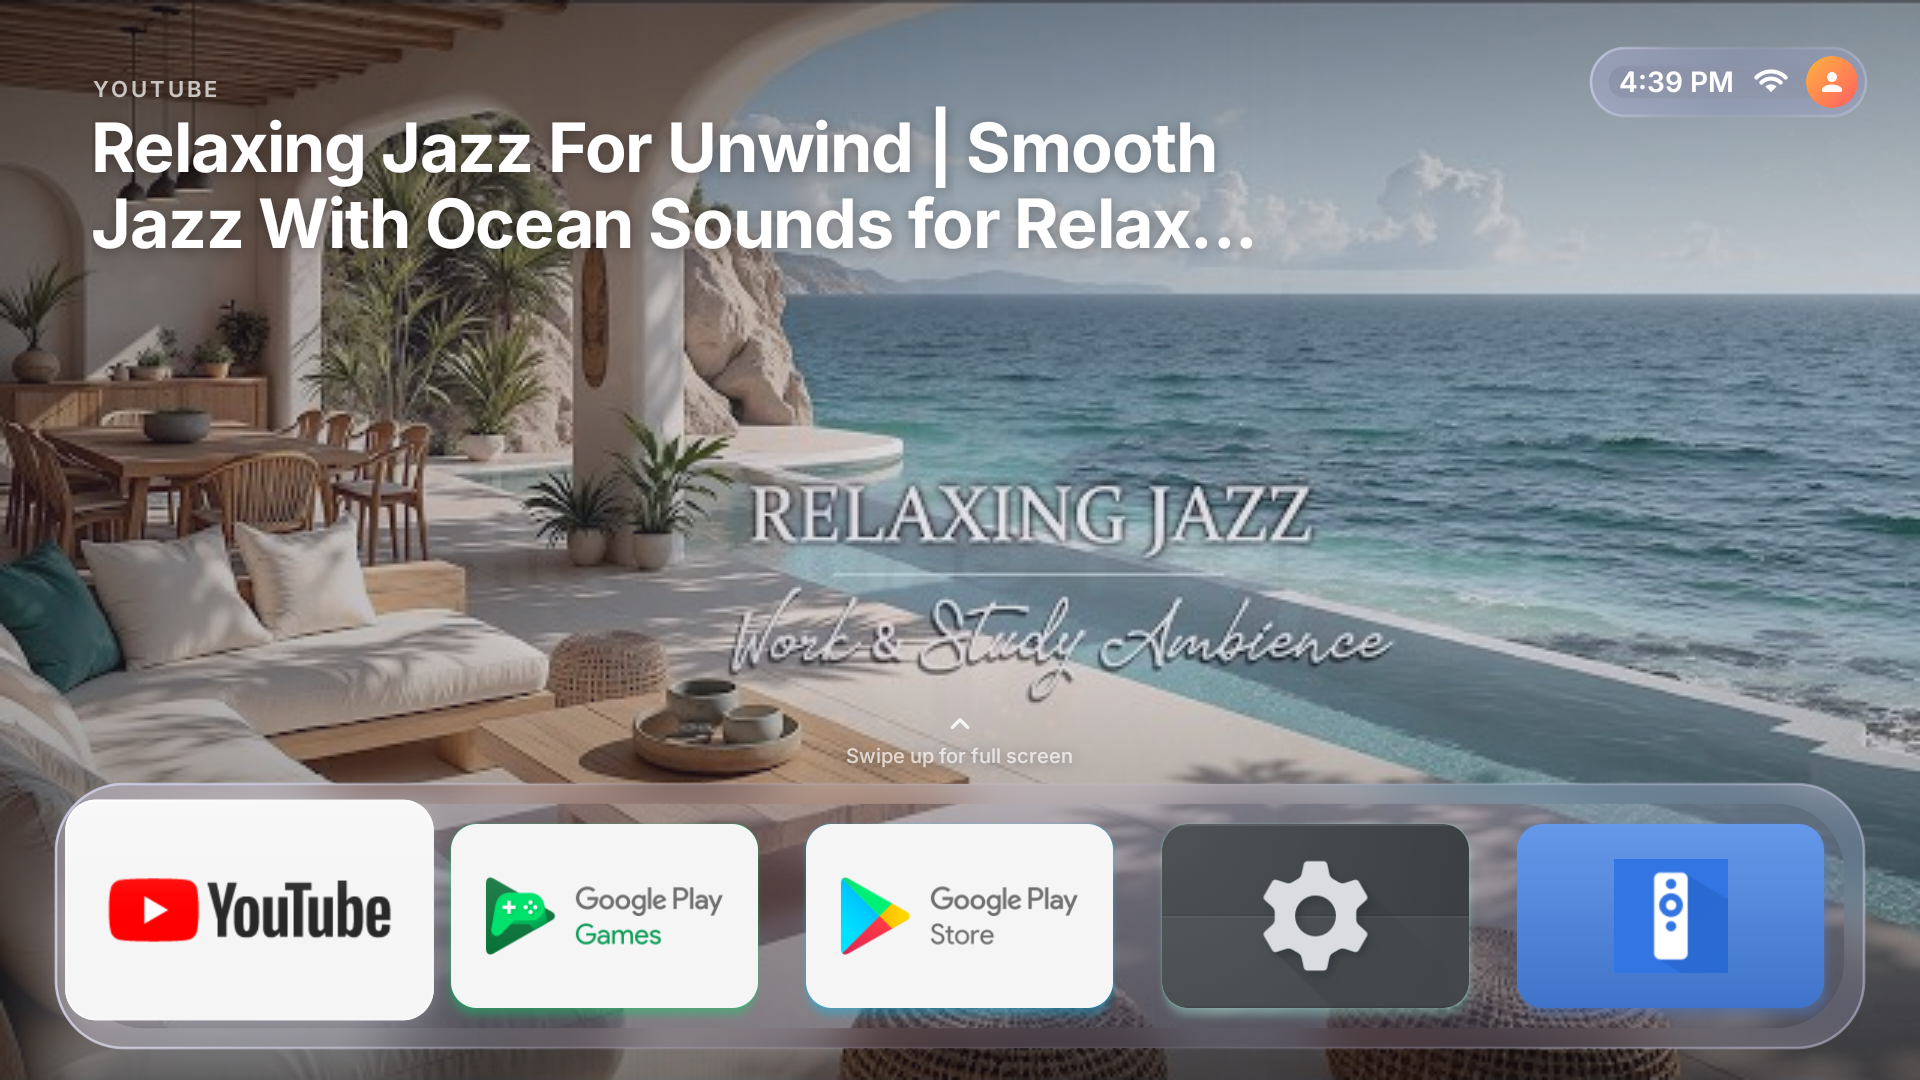 YOUTUBE
4:39 PM
Relaxing Jazz For Unwind | Smooth
Jazz With Ocean Sounds for Relax...
RELAXING JAZZ
Work & Study Ambience
Swipe up for full screen
YouTube
Google Play
Games
Google Play
Store